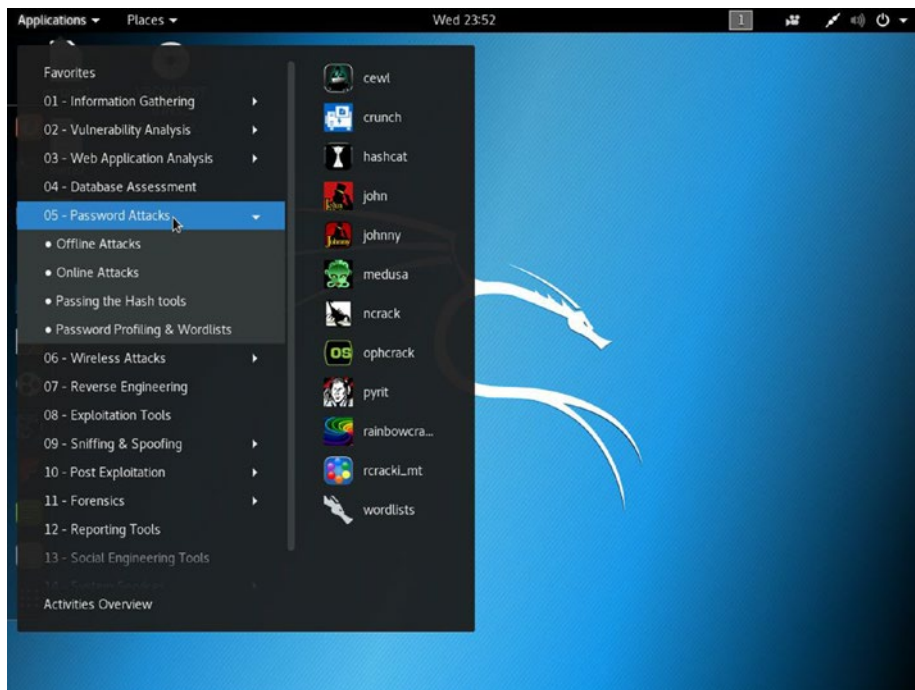 Applications Places Wed 23:52 1
Favorites
01 - Information Gathering
02 - Vulnerability Analysis
03 - Web Application Analysis
04 - Database Assessment
05 - Password Attacks
• Offline Attacks
• Online Attacks
• Passing the Hash tools
• Password Profiling & Wordlists
06 - Wireless Attacks
07 - Reverse Engineering
08 - Exploitation Tools
09 - Sniffing & Spoofing
10 - Post Exploitation
11 - Forensics
12 - Reporting Tools
13 - Social Engineering Tools
Activities Overview
cewl
crunch
hashcat
john
johnny
medusa
ncrack
OS ophcrack
pyrit
rainbowcra...
rcracki_mt
wordlists